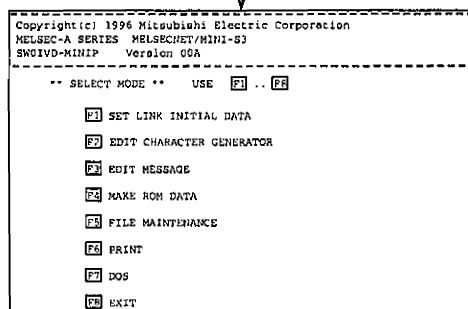 Copyright(c) 1996 Mitsubishi Electric Corporation
MELSEC-A SERIES MELSECNET/MINI-S3
SW0IVD-MINIP Version 00A
** SELECT MODE ** USE F1 .. F8
F1 SET LINK INITIAL DATA
F2 EDIT CHARACTER GENERATOR
F3 EDIT MESSAGE
F4 MAKE ROM DATA
F5 FILE MAINTENANCE
F6 PRINT
F7 DOS
F8 EXIT